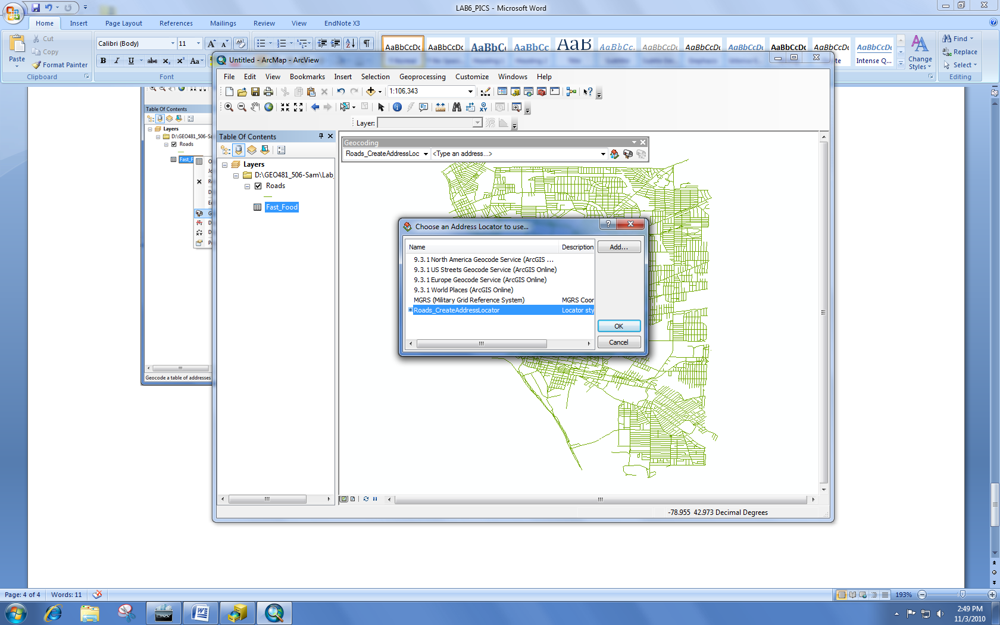 LAB6_PICS - Microsoft Word
Home Insert Page Layout References Mailings Review View EndNote X3
Paste
Cut
Copy
Format Painter
Clipboard
Calibri (Body) 11
B I U abc X₂ X² Aa
Font
AaBbCcDc AaBbCcDc AaBbC AaBbCc AaB AaBbCc. AaBbCcDc AaBbCcDc AaBbCcDc AaBbCcDc AaBbCcDc AaBbCcDc
Intense Q...
Change
Styles
Find
Replace
Select
Editing
Table Of Contents
Layers
D:\GEO481_506-Sa
Roads
Fast_F
Geocode a table of addresses
Untitled - ArcMap - ArcView
File Edit View Bookmarks Insert Selection Geoprocessing Customize Windows Help
1:106,343
Layer:
Table Of Contents
Layers
D:\GEO481_506-Sam\Lab_
Roads
Fast_Food
Geocoding
Roads_CreateAddressLoc <Type an address...>
Choose an Address Locator to use...
Name Description
9.3.1 North America Geocode Service (ArcGIS ...
9.3.1 US Streets Geocode Service (ArcGIS Online)
9.3.1 Europe Geocode Service (ArcGIS Online)
9.3.1 World Places (ArcGIS Online)
MGRS (Military Grid Reference System) MGRS Coor
Roads_CreateAddressLocator Locator sty
Add...
OK
Cancel
-78.955 42.973 Decimal Degrees
Page: 4 of 4 Words: 11 193%
2:49 PM
11/3/2010